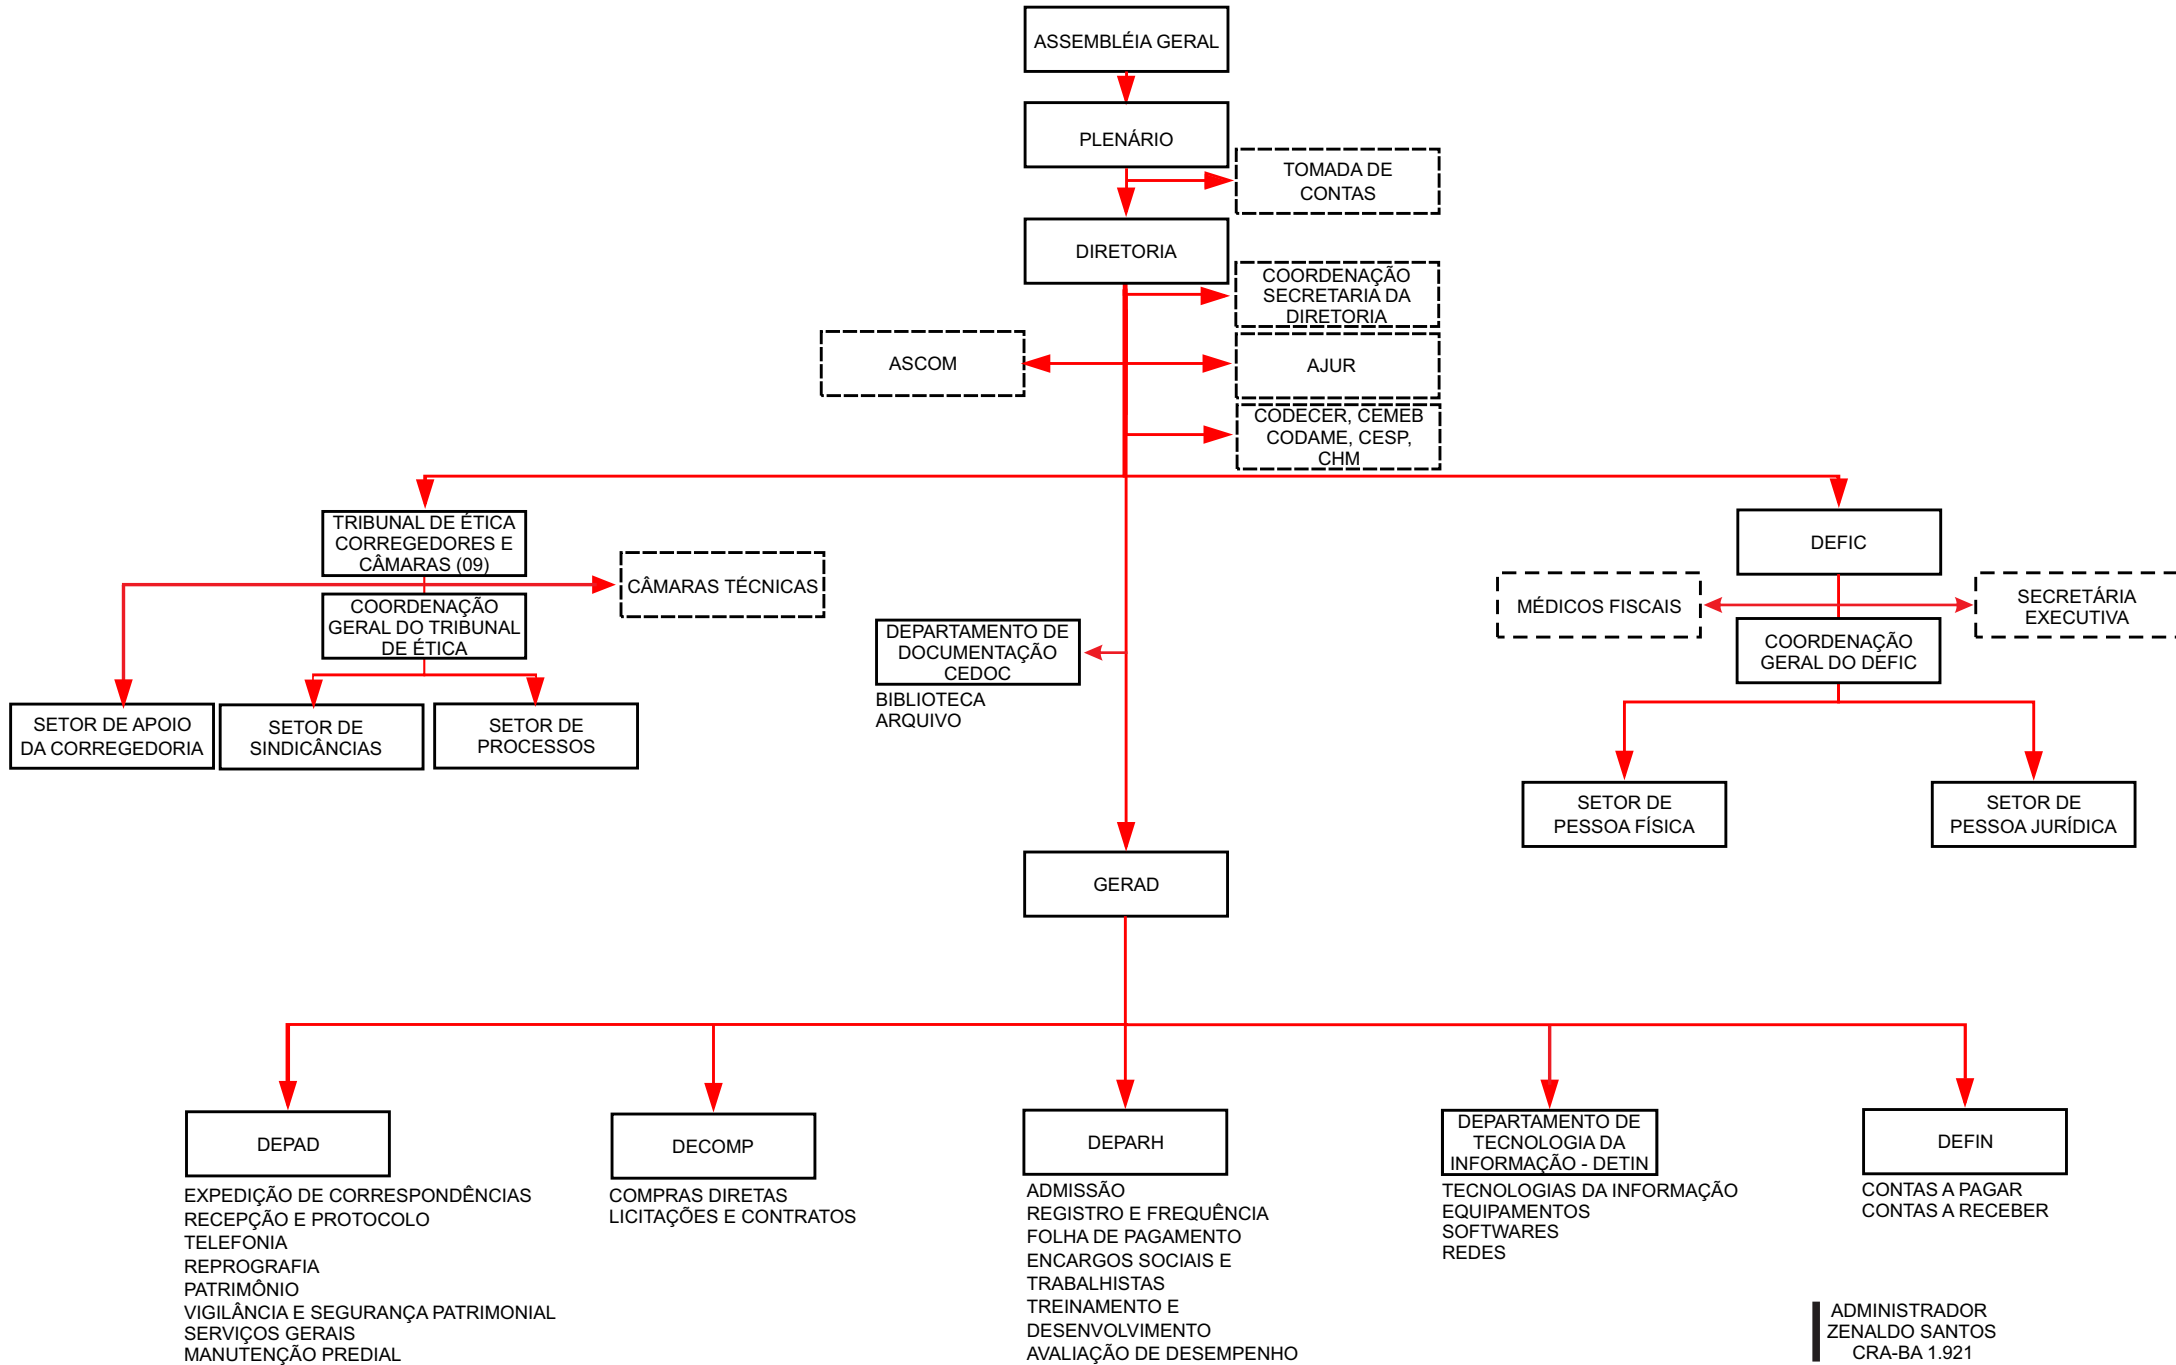 ASSEMBLÉIA GERAL
PLENÁRIO
TOMADA DE
CONTAS
DIRETORIA
COORDENAÇÃO
SECRETARIA DA
DIRETORIA
ASCOM
AJUR
CODECER, CEMEB
CODAME, CESP,
CHM
TRIBUNAL DE ÉTICA
CORREGEDORES E
CÂMARAS (09)
CÂMARAS TÉCNICAS
COORDENAÇÃO
GERAL DO TRIBUNAL
DE ÉTICA
SETOR DE APOIO
DA CORREGEDORIA
SETOR DE
SINDICÂNCIAS
SETOR DE
PROCESSOS
DEPARTAMENTO DE
DOCUMENTAÇÃO
CEDOC
BIBLIOTECA
ARQUIVO
DEFIC
MÉDICOS FISCAIS
SECRETÁRIA
EXECUTIVA
COORDENAÇÃO
GERAL DO DEFIC
SETOR DE
PESSOA FÍSICA
SETOR DE
PESSOA JURÍDICA
GERAD
DEPAD
EXPEDIÇÃO DE CORRESPONDÊNCIAS
RECEPÇÃO E PROTOCOLO
TELEFONIA
REPROGRAFIA
PATRIMÔNIO
VIGILÂNCIA E SEGURANÇA PATRIMONIAL
SERVIÇOS GERAIS
MANUTENÇÃO PREDIAL
DECOMP
COMPRAS DIRETAS
LICITAÇÕES E CONTRATOS
DEPARH
ADMISSÃO
REGISTRO E FREQUÊNCIA
FOLHA DE PAGAMENTO
ENCARGOS SOCIAIS E
TRABALHISTAS
TREINAMENTO E
DESENVOLVIMENTO
AVALIAÇÃO DE DESEMPENHO
DEPARTAMENTO DE
TECNOLOGIA DA
INFORMAÇÃO - DETIN
TECNOLOGIAS DA INFORMAÇÃO
EQUIPAMENTOS
SOFTWARES
REDES
DEFIN
CONTAS A PAGAR
CONTAS A RECEBER
ADMINISTRADOR
ZENALDO SANTOS
CRA-BA 1.921